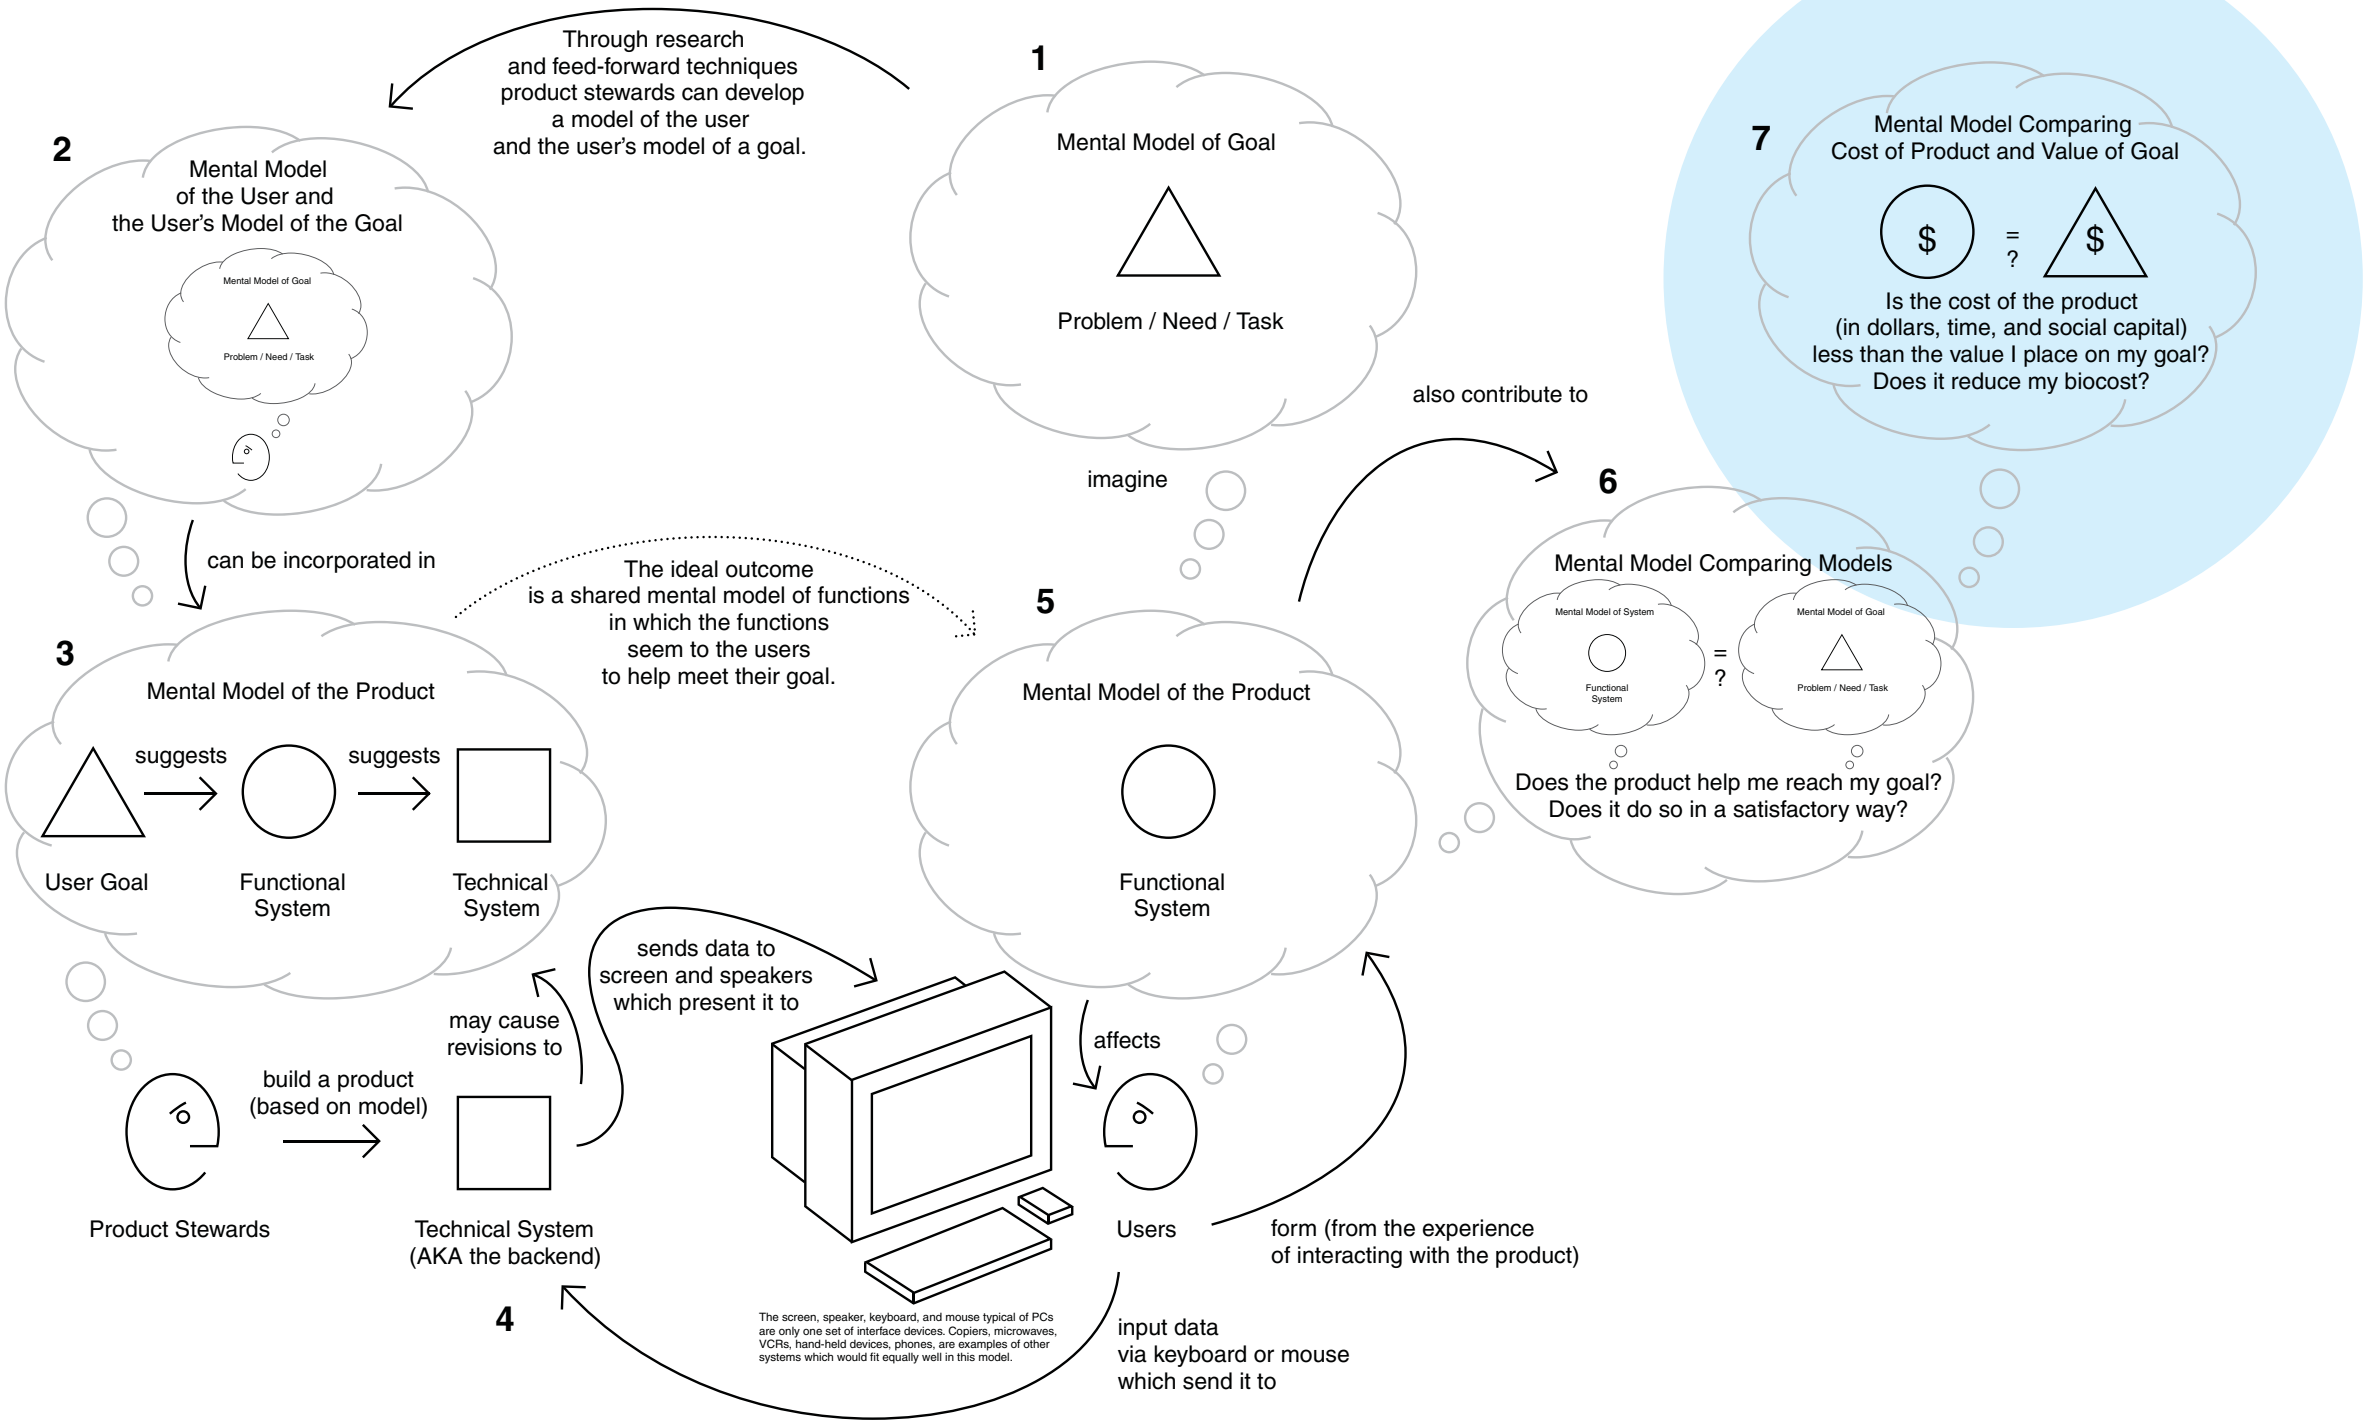 1
Mental Model of Goal
Problem / Need / Task
imagine
Through research
and feed-forward techniques
product stewards can develop
a model of the user
and the user's model of a goal.
2
Mental Model
of the User and
the User's Model of the Goal
Mental Model of Goal
Problem / Need / Task
can be incorporated in
3
Mental Model of the Product
suggests
suggests
User Goal
Functional
System
Technical
System
The ideal outcome
is a shared mental model of functions
in which the functions
seem to the users
to help meet their goal.
Product Stewards
build a product
(based on model)
may cause
revisions to
Technical System
(AKA the backend)
4
sends data to
screen and speakers
which present it to
The screen, speaker, keyboard, and mouse typical of PCs
are only one set of interface devices. Copiers, microwaves,
VCRs, hand-held devices, phones, are examples of other
systems which would fit equally well in this model.
5
Mental Model of the Product
Functional
System
affects
Users
form (from the experience
of interacting with the product)
input data
via keyboard or mouse
which send it to
also contribute to
6
Mental Model Comparing Models
Mental Model of System
Functional
System
=
?
Mental Model of Goal
Problem / Need / Task
Does the product help me reach my goal?
Does it do so in a satisfactory way?
7
Mental Model Comparing
Cost of Product and Value of Goal
$
=
?
$
Is the cost of the product
(in dollars, time, and social capital)
less than the value I place on my goal?
Does it reduce my biocost?